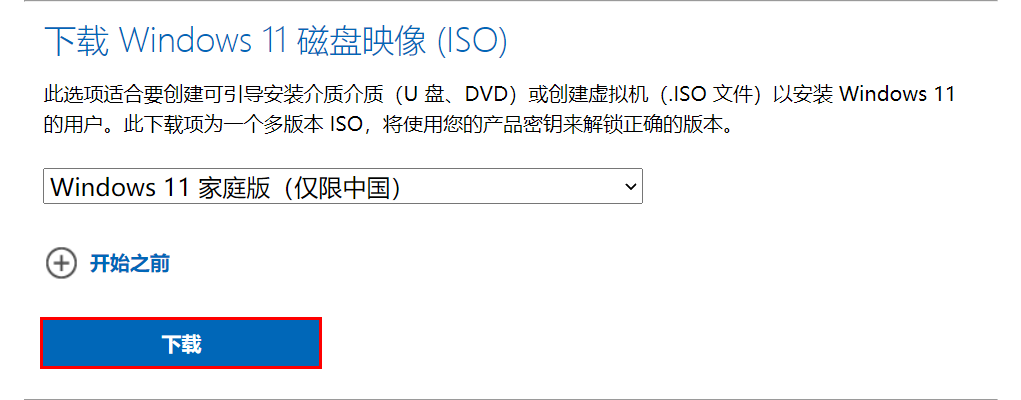 下载 Windows 11 磁盘映像 (ISO)
此选项适合要创建可引导安装介质介质（U 盘、DVD）或创建虚拟机（.ISO 文件）以安装 Windows 11
的用户。此下载项为一个多版本 ISO，将使用您的产品密钥来解锁正确的版本。
Windows 11 家庭版（仅限中国）
开始之前
下载